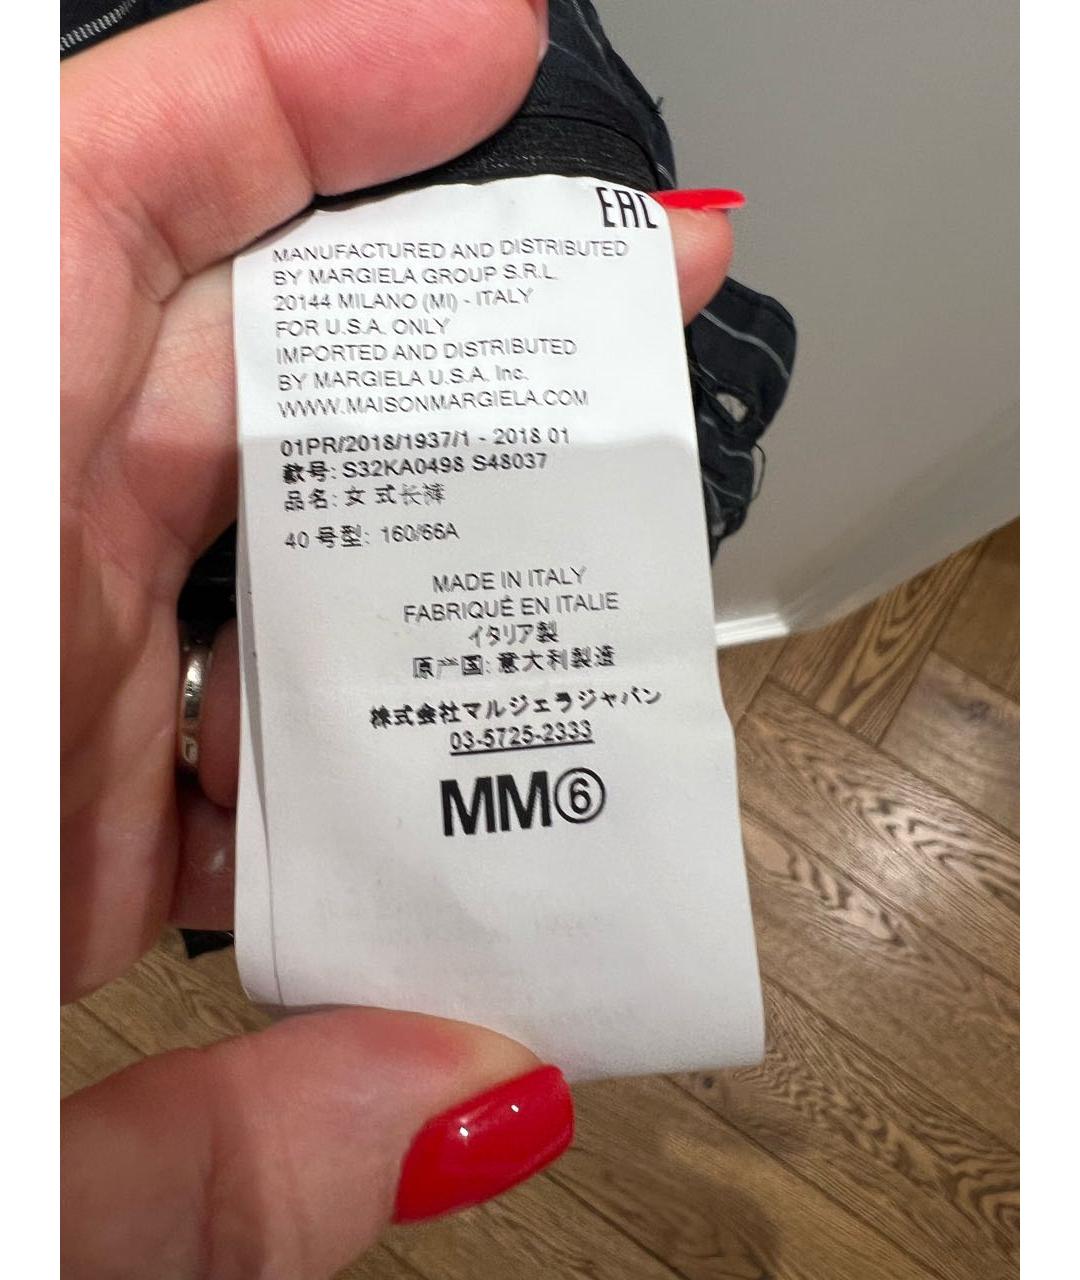 EAC
MANUFACTURED AND DISTRIBUTED
BY MARGIELA GROUP S.R.L.
20144 MILANO (MI) - ITALY
FOR U.S.A. ONLY
IMPORTED AND DISTRIBUTED
BY MARGIELA U.S.A. Inc.
WWW.MAISONMARGIELA.COM
01PR/2018/1937/1 - 2018 01
款号: S32KA0498 S48037
品名: 女 式长裤
40 号型: 160/66A
MADE IN ITALY
FABRIQUÉ EN ITALIE
イタリア製
原产国: 意大利製造
株式会社マルジェラジャパン
03-5725-2333
MM⑥